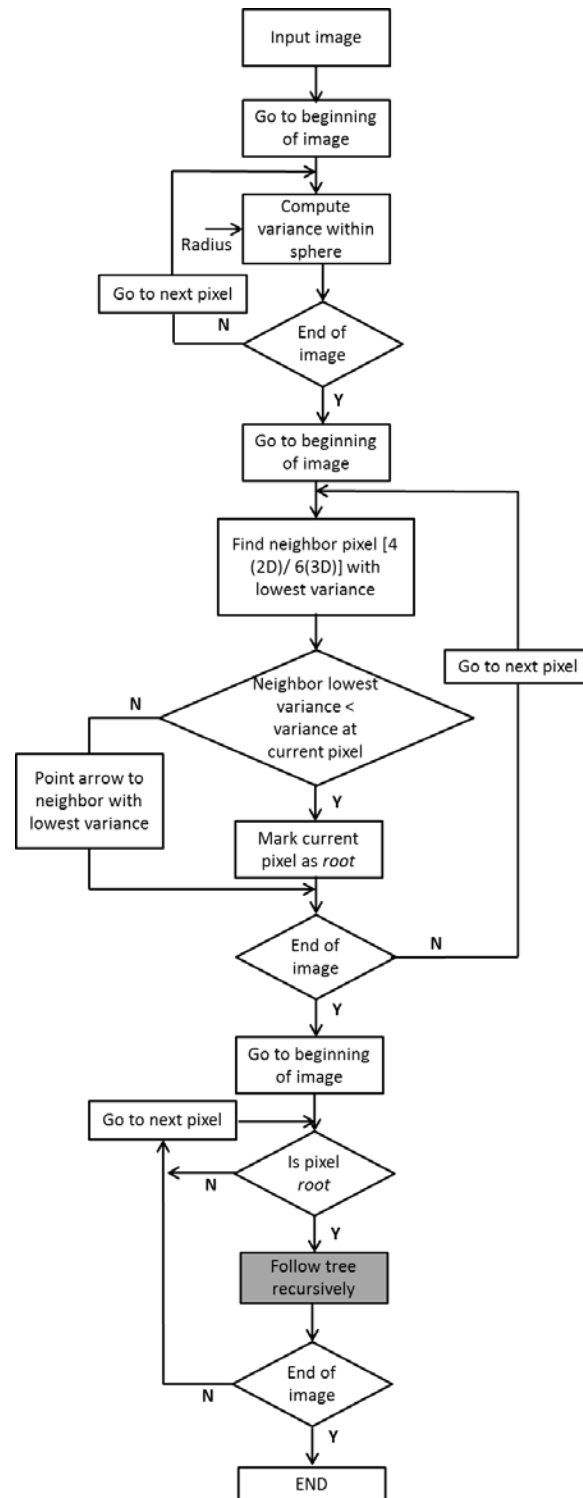 Input image
Go to beginning
of image
Compute
variance within
sphere
Radius
Go to next pixel
N
End of
image
Y
Go to beginning
of image
Find neighbor pixel [4
(2D)/ 6(3D)] with
lowest variance
Go to next pixel
N
Neighbor lowest
variance <
variance at
current pixel
Point arrow to
neighbor with
lowest variance
Y
Mark current
pixel as root
End of
image
N
Y
Go to beginning
of image
Go to next pixel
Is pixel
root
N
Y
Follow tree
recursively
End of
image
N
Y
END